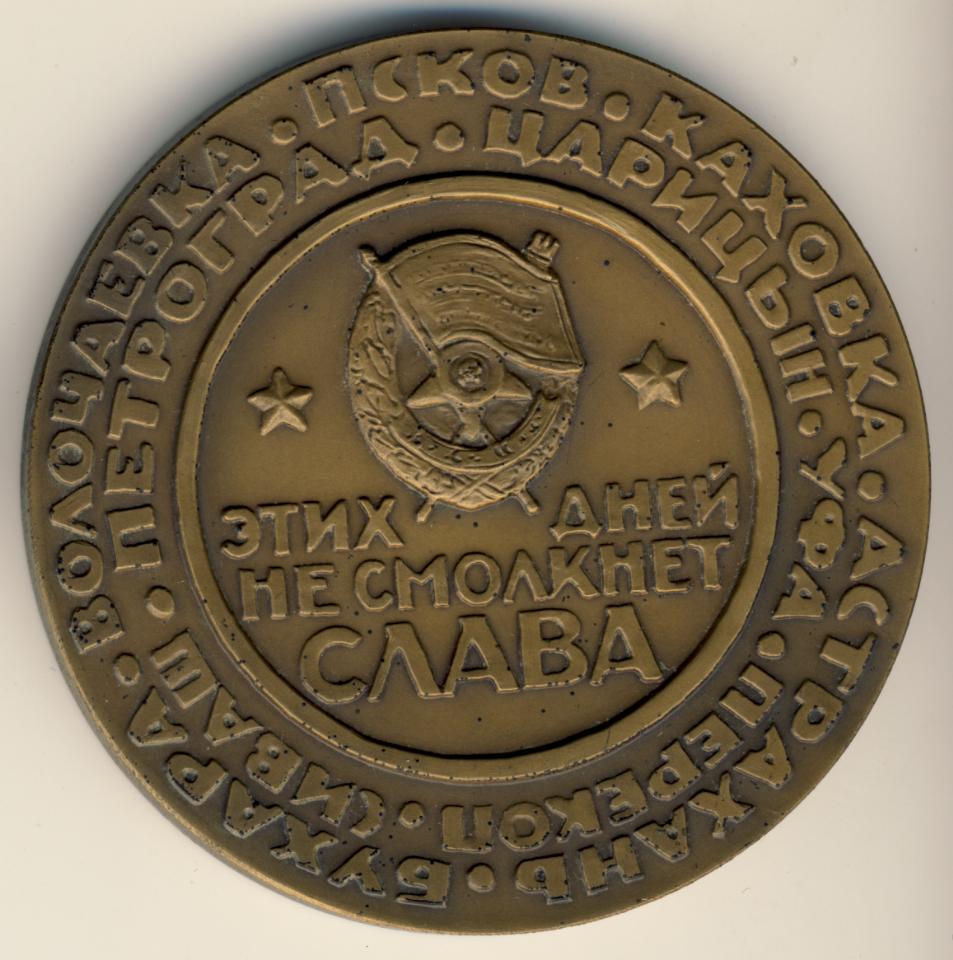 ВОЛОЧАЕВКА · ПСКОВ · КАХОВКА · АСТРАХАНЬ · БУХАРА ·
ПЕТРОГРАД · ЦАРИЦЫН · УФА · ПЕРЕКОП · СИВАШ ·
ЭТИХ ДНЕЙ
НЕ СМОЛКНЕТ
СЛАВА